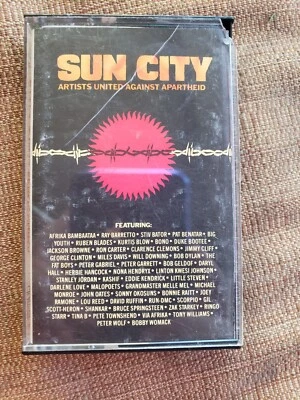 SUN CITY
ARTISTS UNITED AGAINST APARTHEID
FEATURING:
AFRIKA BAMBAATAA • RAY BARRETTO • STIV BATOR • PAT BENATAR • BIG
YOUTH • RUBEN BLADES • KURTIS BLOW • BONO • DUKE BOOTEE •
JACKSON BROWNE • RON CARTER • CLARENCE CLEMONS • JIMMY CLIFF •
GEORGE CLINTON • MILES DAVIS • WILL DOWNING • BOB DYLAN • THE
FAT BOYS • PETER GABRIEL • PETER GARRETT • BOB GELDOF • DARYL
HALL • HERBIE HANCOCK • NONA HENDRYX • LINTON KWESI JOHNSON •
STANLEY JORDAN • KASHIF • EDDIE KENDRICK • LITTLE STEVEN •
DARLENE LOVE • MALOPOETS • GRANDMASTER MELLE MEL • MICHAEL
MONROE • JOHN OATES • SONNY OKOSUNS • BONNIE RAITT • JOEY
RAMONE • LOU REED • DAVID RUFFIN • RUN-DMC • SCORPIO • GIL
SCOTT-HERON • SHANKAR • BRUCE SPRINGSTEEN • ZAK STARKEY • RINGO
STARR • TINA B • PETE TOWNSHEND • VIA AFRIKA • TONY WILLIAMS •
PETER WOLF • BOBBY WOMACK